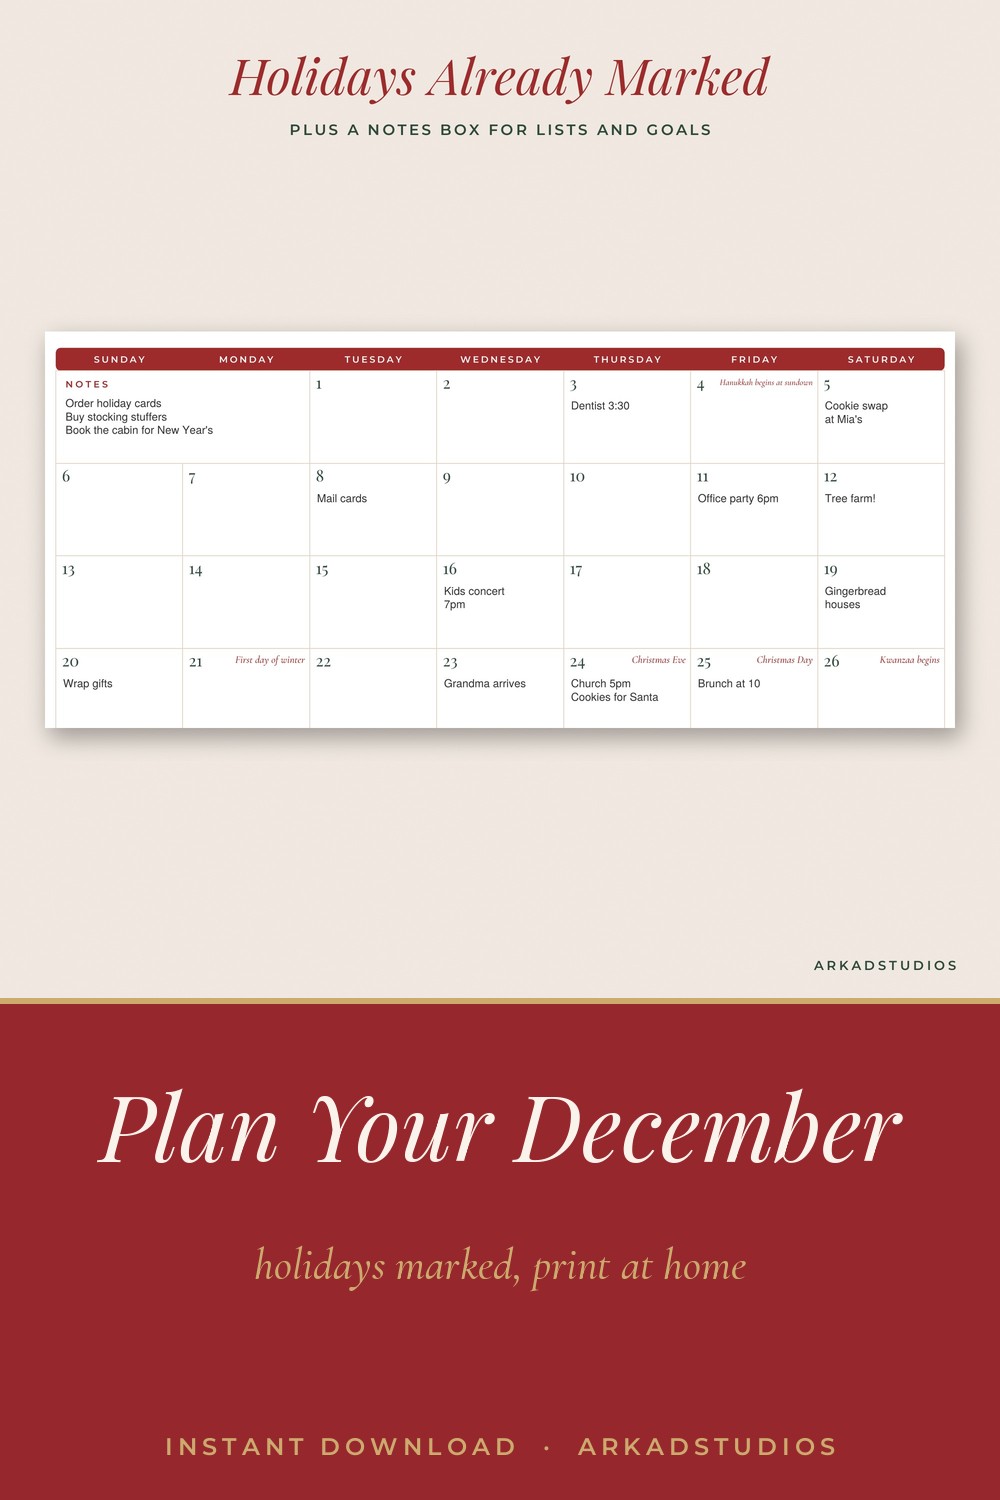 Holidays Already Marked
PLUS A NOTES BOX FOR LISTS AND GOALS
SUNDAY MONDAY TUESDAY WEDNESDAY THURSDAY FRIDAY SATURDAY
NOTES
Order holiday cards
Buy stocking stuffers
Book the cabin for New Year's
1
2
3
Dentist 3:30
4 Hanukkah begins at sundown
5
Cookie swap
at Mia's
6
7
8
Mail cards
9
10
11
Office party 6pm
12
Tree farm!
13
14
15
16
Kids concert
7pm
17
18
19
Gingerbread
houses
20
Wrap gifts
21 First day of winter
22
23
Grandma arrives
24 Christmas Eve
Church 5pm
Cookies for Santa
25 Christmas Day
Brunch at 10
26 Kwanzaa begins
ARKADSTUDIOS
Plan Your December
holidays marked, print at home
INSTANT DOWNLOAD · ARKADSTUDIOS